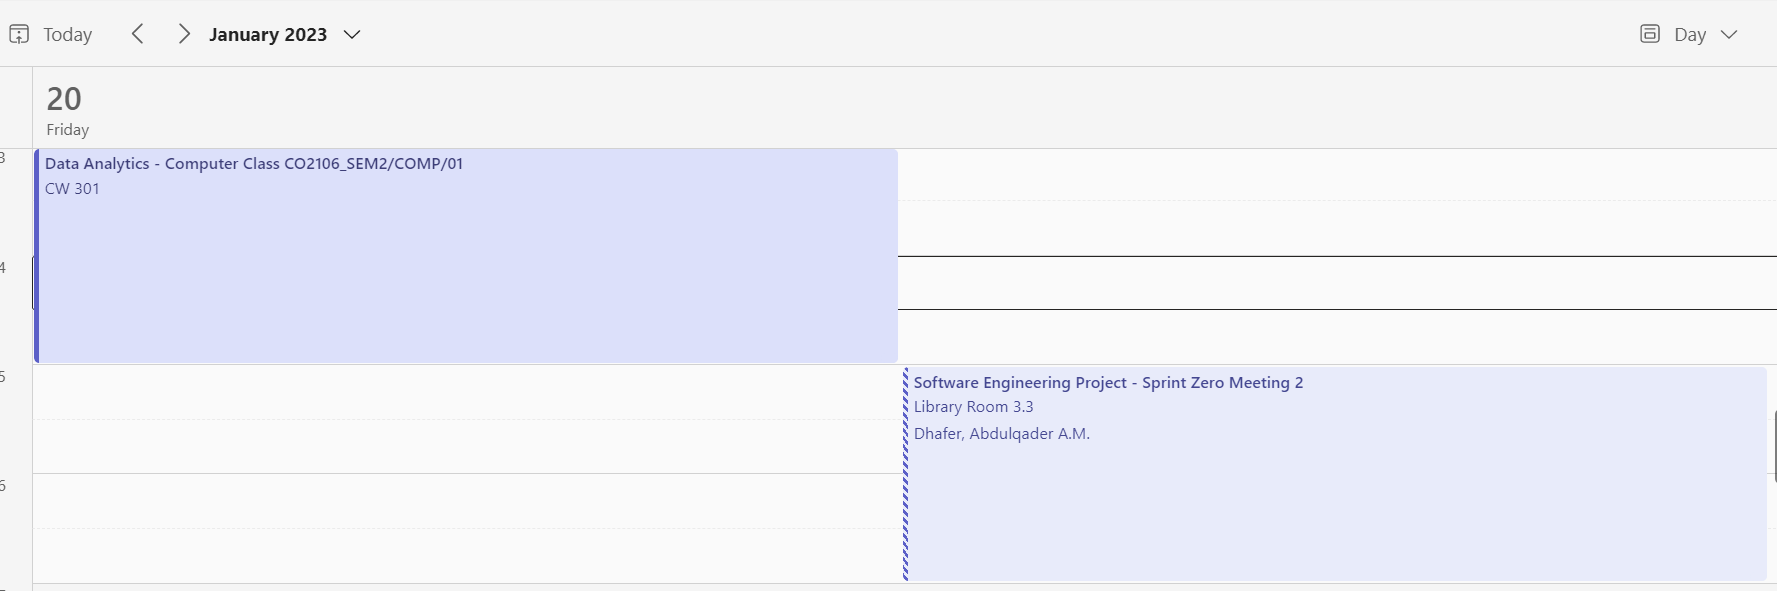 Today
January 2023
Day
20
Friday
3
Data Analytics - Computer Class CO2106_SEM2/COMP/01
CW 301
4
5
Software Engineering Project - Sprint Zero Meeting 2
Library Room 3.3
Dhafer, Abdulqader A.M.
6